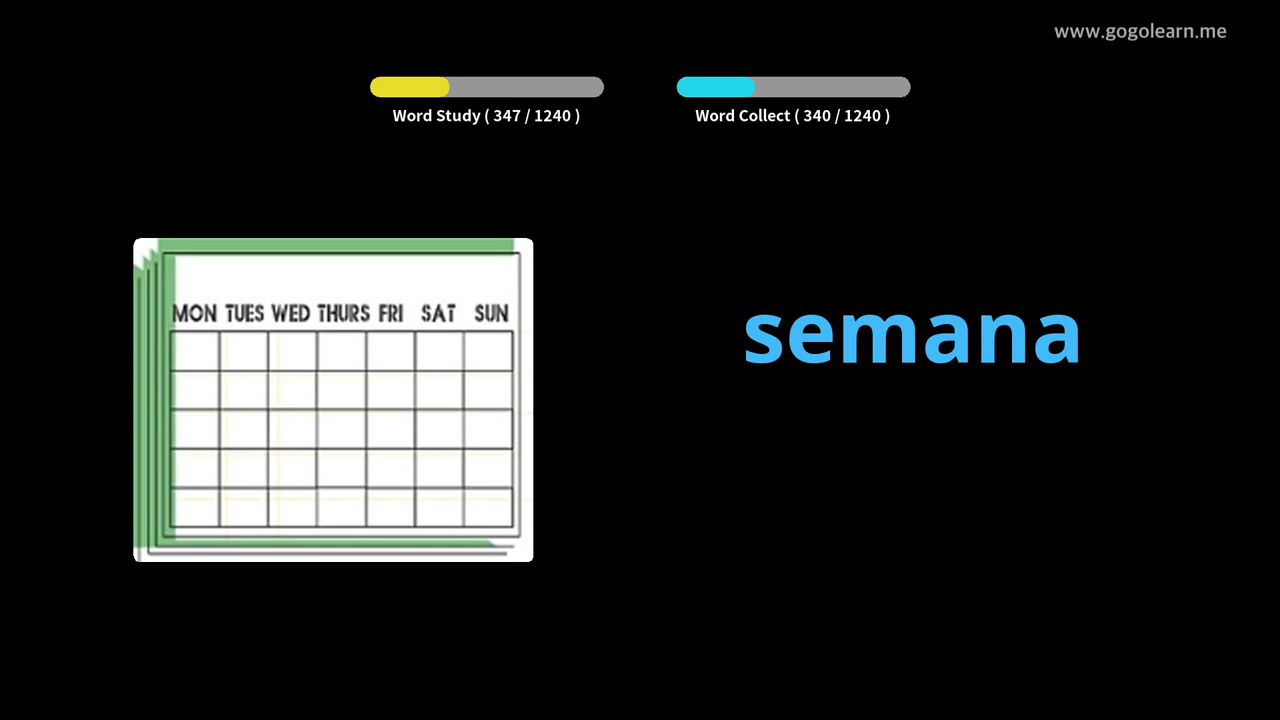 www.gogolearn.me
Word Study ( 347 / 1240 )
Word Collect ( 340 / 1240 )
MON TUES WED THURS FRI SAT SUN
semana